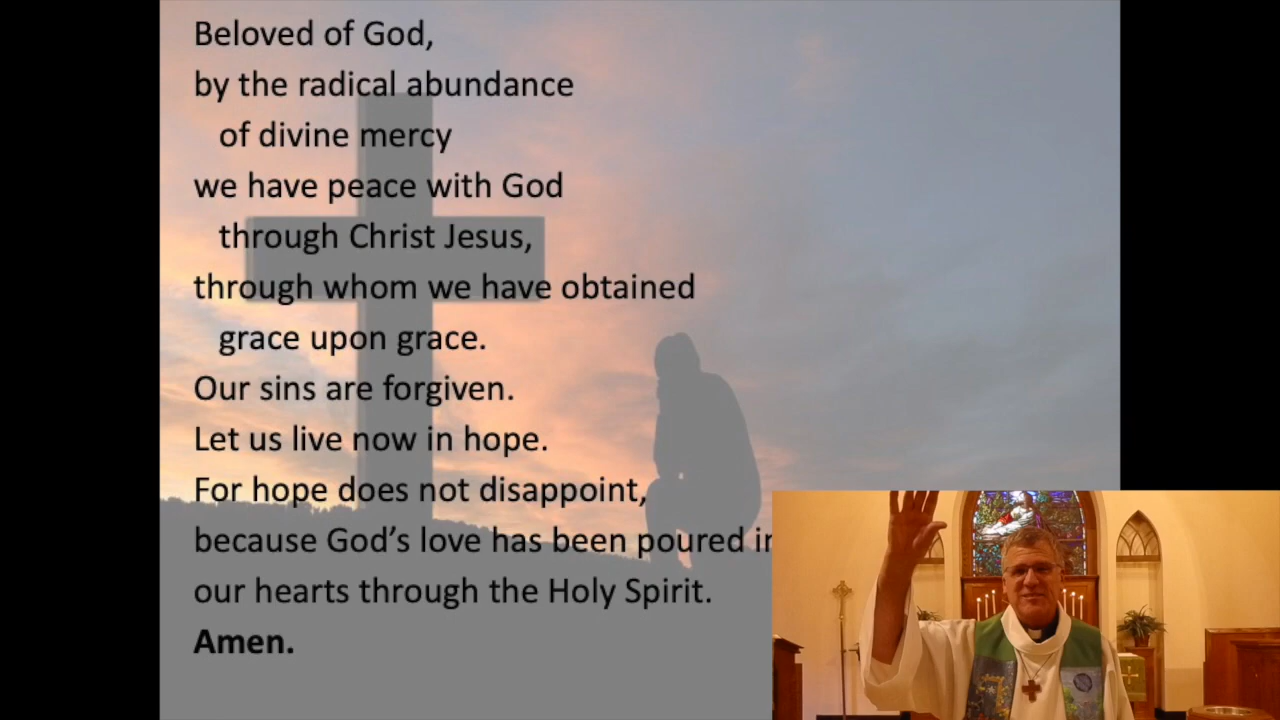 Beloved of God,
by the radical abundance
of divine mercy
we have peace with God
through Christ Jesus,
through whom we have obtained
grace upon grace.
Our sins are forgiven.
Let us live now in hope.
For hope does not disappoint,
because God’s love has been poured
our hearts through the Holy Spirit.
Amen.